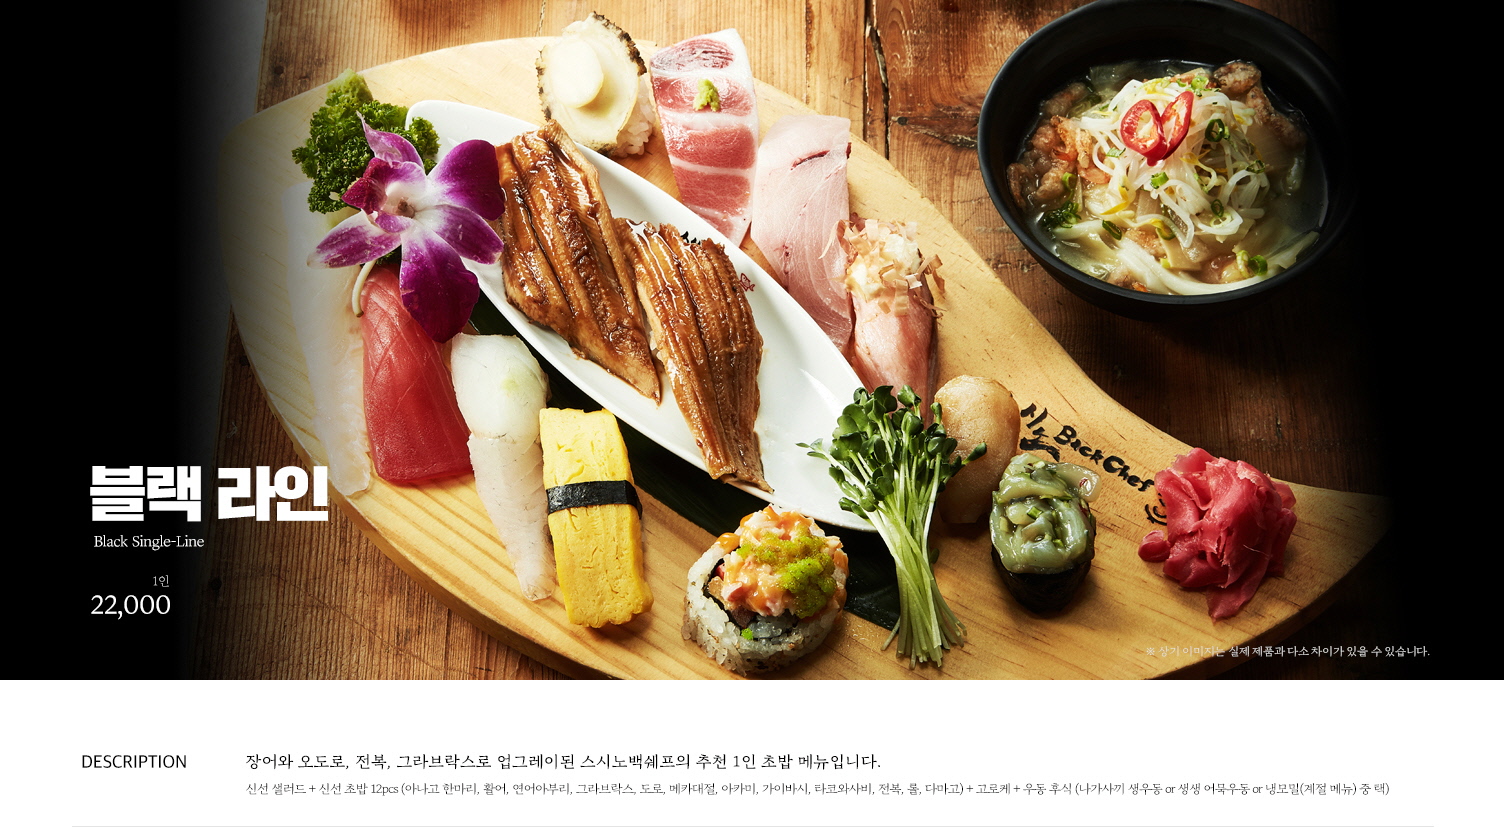 시노
BackChef
블랙 라인
Black Single-Line
1인
22,000
※ 상기 이미지는 실제 제품과 다소 차이가 있을 수 있습니다.
DESCRIPTION
장어와 오도로, 전복, 그라브락스로 업그레이된 스시노백쉐프의 추천 1인 초밥 메뉴입니다.
신선 샐러드 + 신선 초밥 12pcs (아나고 한마리, 활어, 연어아부리, 그라브락스, 도로, 메카대절, 아카미, 가이바시, 타코와사비, 전복, 롤, 다마고) + 고로케 + 우동 후식 (나가사끼 생우동 or 생생 어묵우동 or 냉모밀(계절 메뉴) 중 택)